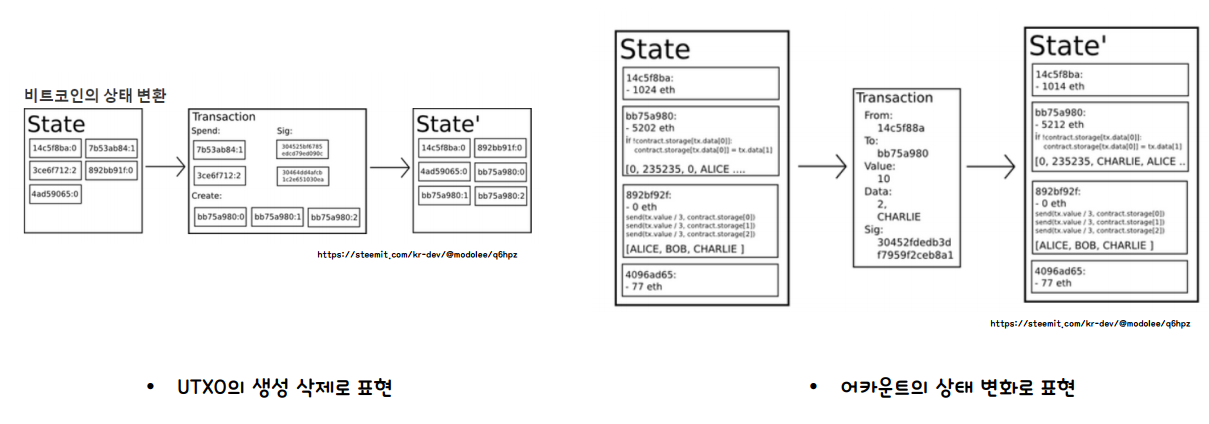 비트코인의 상태 변환
State
14c5f8ba:0
7b53ab84:1
3ce6f712:2
892bb91f:0
4ad59065:0
Transaction
Spend:
Sig:
7b53ab84:1
304525bf6785
edcd79ed090c
3ce6f712:2
30464dd4afcb
1c2e651030ea
Create:
bb75a980:0
bb75a980:1
bb75a980:2
State'
14c5f8ba:0
892bb91f:0
4ad59065:0
bb75a980:0
bb75a980:1
bb75a980:2
https://steemit.com/kr-dev/@modolee/q6hpz
• UTXO의 생성 삭제로 표현
State
14c5f8ba:
- 1024 eth
bb75a980:
- 5202 eth
if !contract.storage[tx.data[0]]:
contract.storage[tx.data[0]] = tx.data[1]
[0, 235235, 0, ALICE ....
892bf92f:
- 0 eth
send(tx.value / 3, contract.storage[0])
send(tx.value / 3, contract.storage[1])
send(tx.value / 3, contract.storage[2])
[ALICE, BOB, CHARLIE ]
4096ad65:
- 77 eth
Transaction
From:
14c5f88a
To:
bb75a980
Value:
10
Data:
2,
CHARLIE
Sig:
30452fdedb3d
f7959f2ceb8a1
State'
14c5f8ba:
- 1014 eth
bb75a980:
- 5212 eth
if !contract.storage[tx.data[0]]:
contract.storage[tx.data[0]] = tx.data[1]
[0, 235235, CHARLIE, ALICE ..
892bf92f:
- 0 eth
send(tx.value / 3, contract.storage[0])
send(tx.value / 3, contract.storage[1])
send(tx.value / 3, contract.storage[2])
[ALICE, BOB, CHARLIE ]
4096ad65:
- 77 eth
https://steemit.com/kr-dev/@modolee/q6hpz
• 어카운트의 상태 변화로 표현